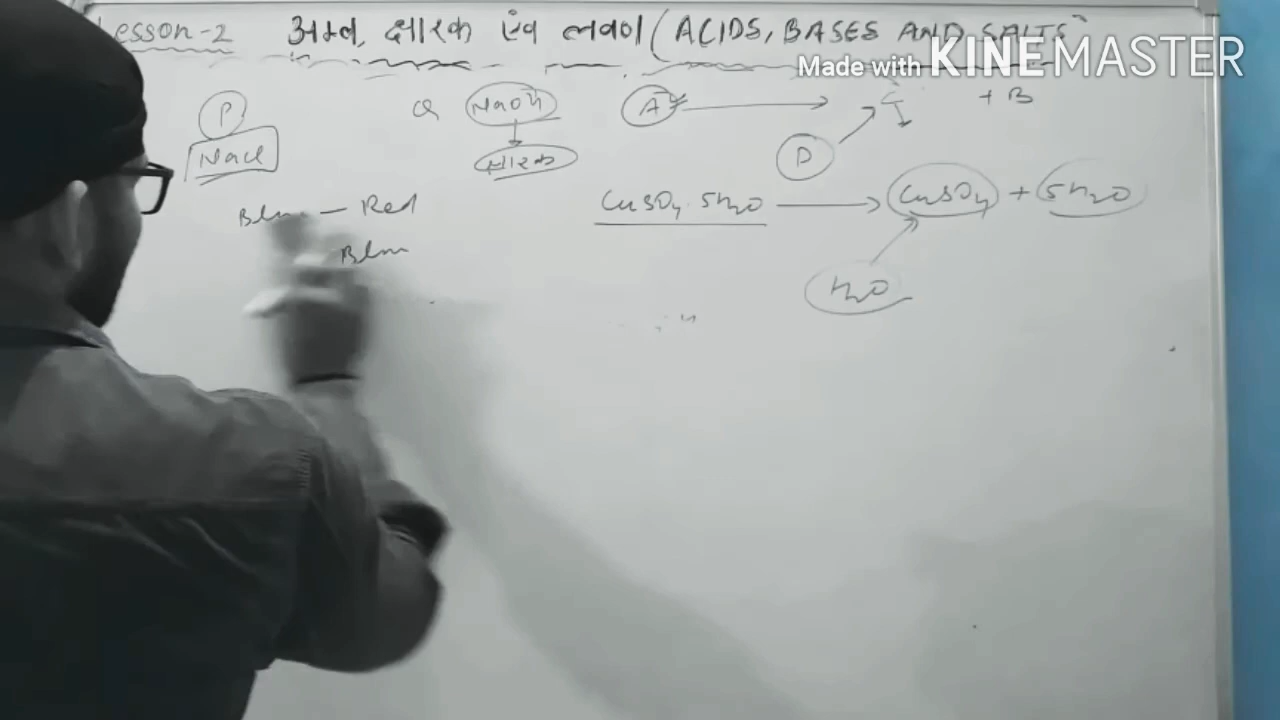 Lesson-2 अम्ल, क्षारक एंव लवण (ACIDS, BASES AND SALTS
Made with KINEMASTER
P NaOH A + B
NaCl क्षारक D
Blue - Red CuSO4. 5H2O CuSO4 + 5H2O
Blue
H2O